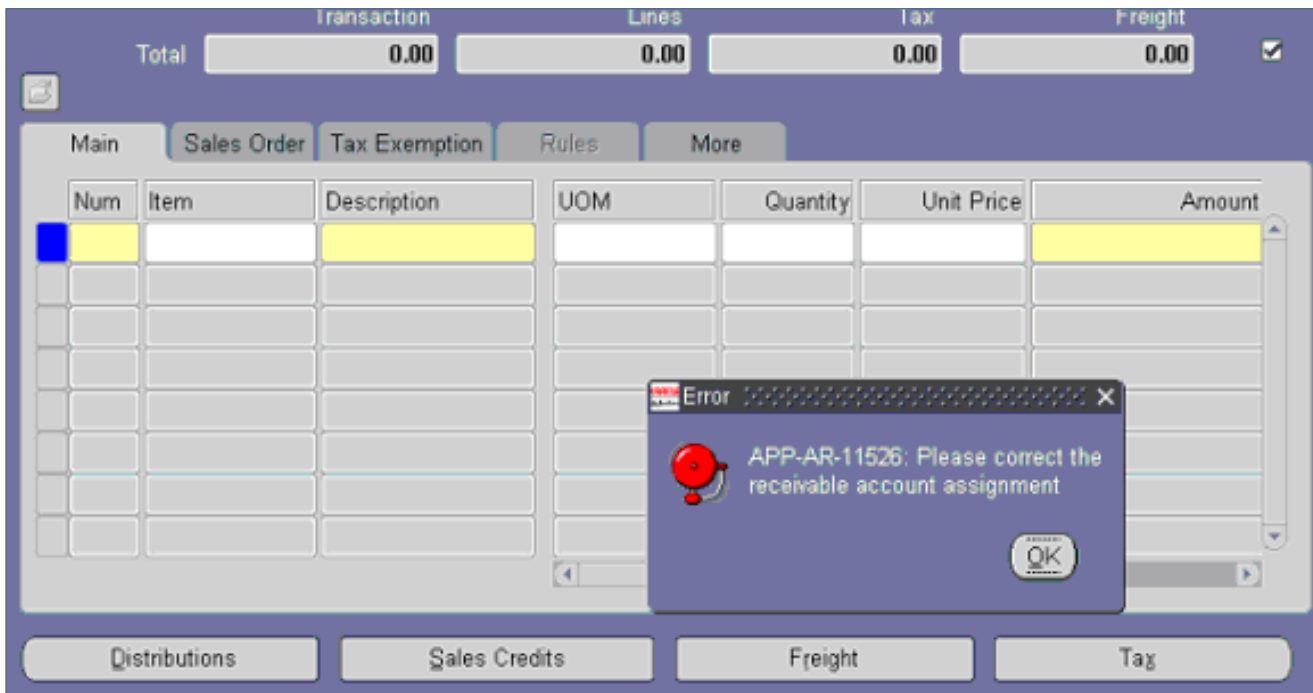 Transaction Lines Tax Freight
Total 0.00 0.00 0.00 0.00
Main Sales Order Tax Exemption Rules More
Num Item Description UOM Quantity Unit Price Amount
Error
APP-AR-11526: Please correct the
receivable account assignment
OK
Distributions Sales Credits Freight Tax